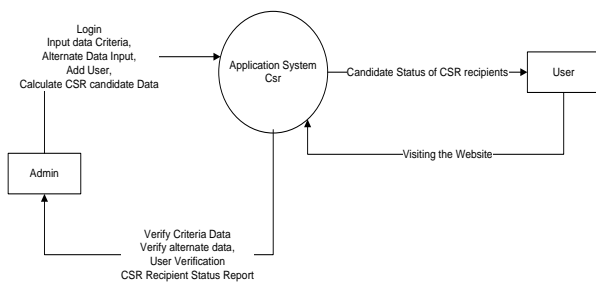 Login
Input data Criteria,
Alternate Data Input,
Add User,
Calculate CSR candidate Data
Application System
Csr
Candidate Status of CSR recipients
User
Visiting the Website
Admin
Verify Criteria Data
Verify alternate data,
User Verification
CSR Recipient Status Report